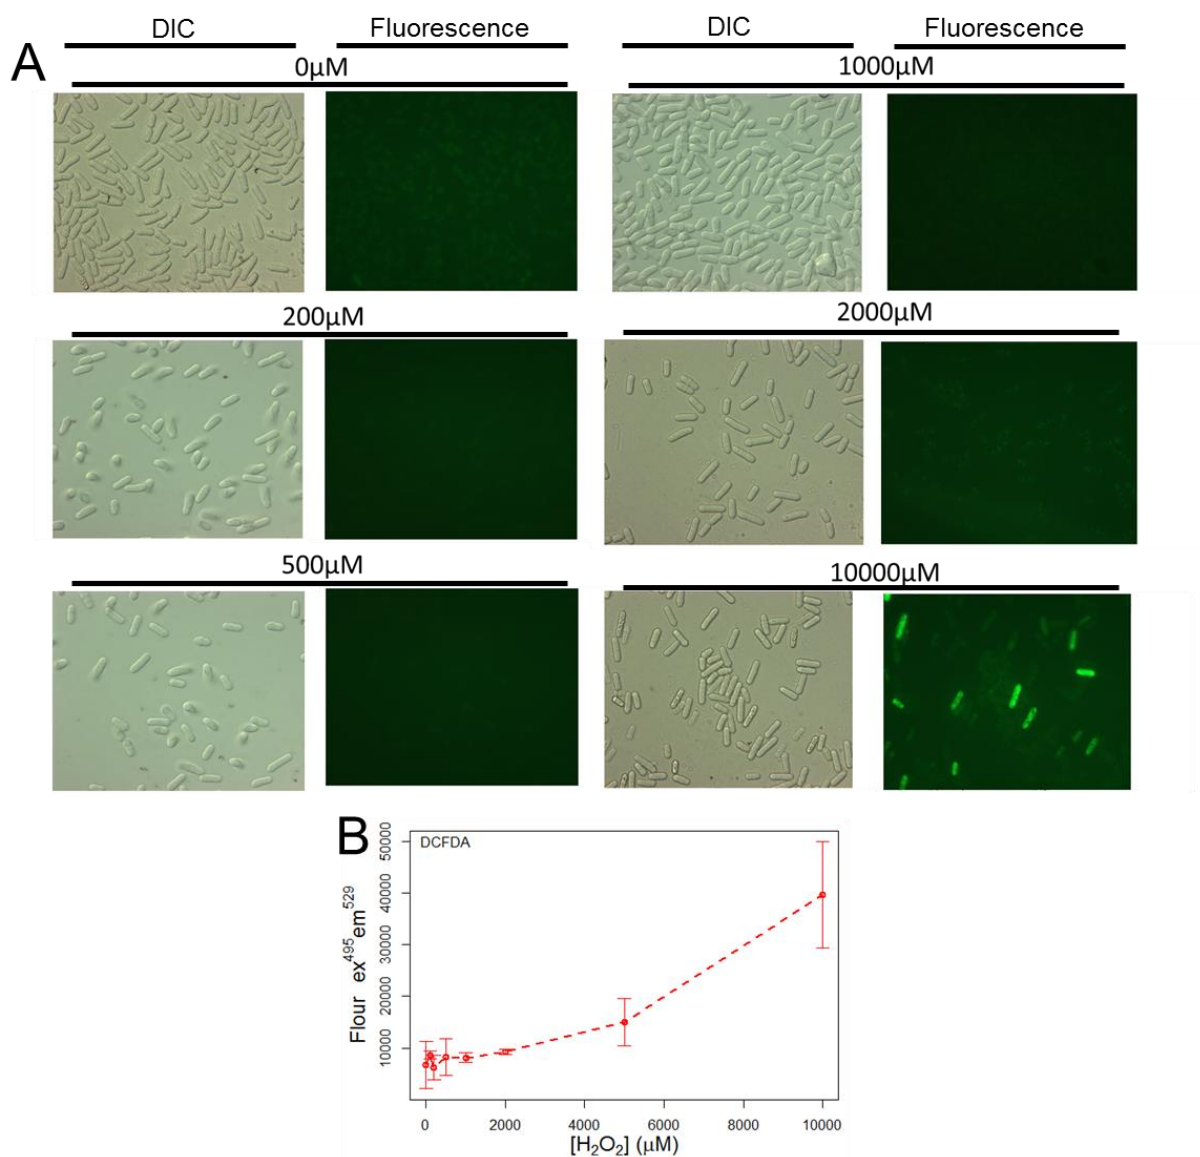 DIC Fluorescence DIC Fluorescence
A
0μM 1000μM
200μM 2000μM
500μM 10000μM
B
DCFDA
Flour ex495em529
50000
40000
30000
20000
10000
0 2000 4000 6000 8000 10000
[H2O2] (μM)